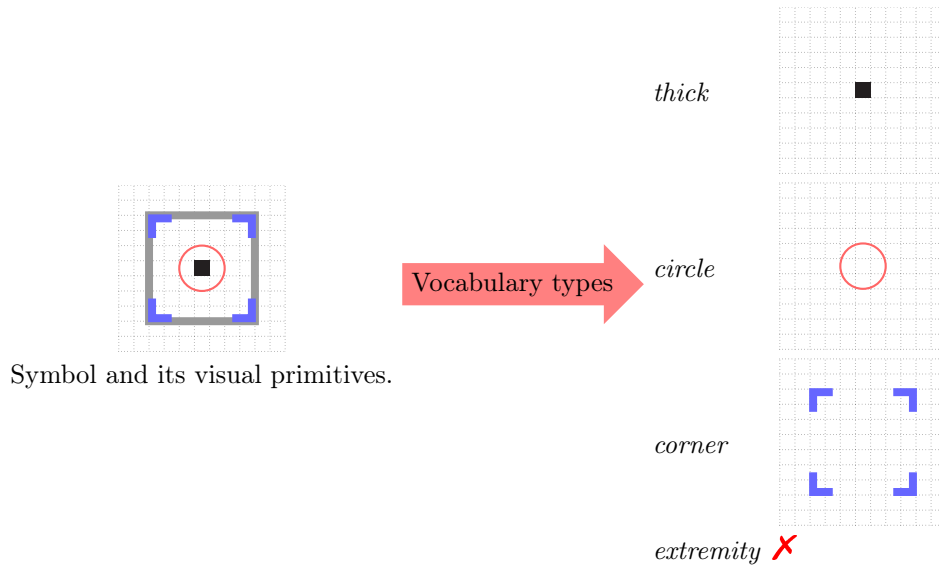 thick
Vocabulary types
circle
Symbol and its visual primitives.
corner
extremity ✗